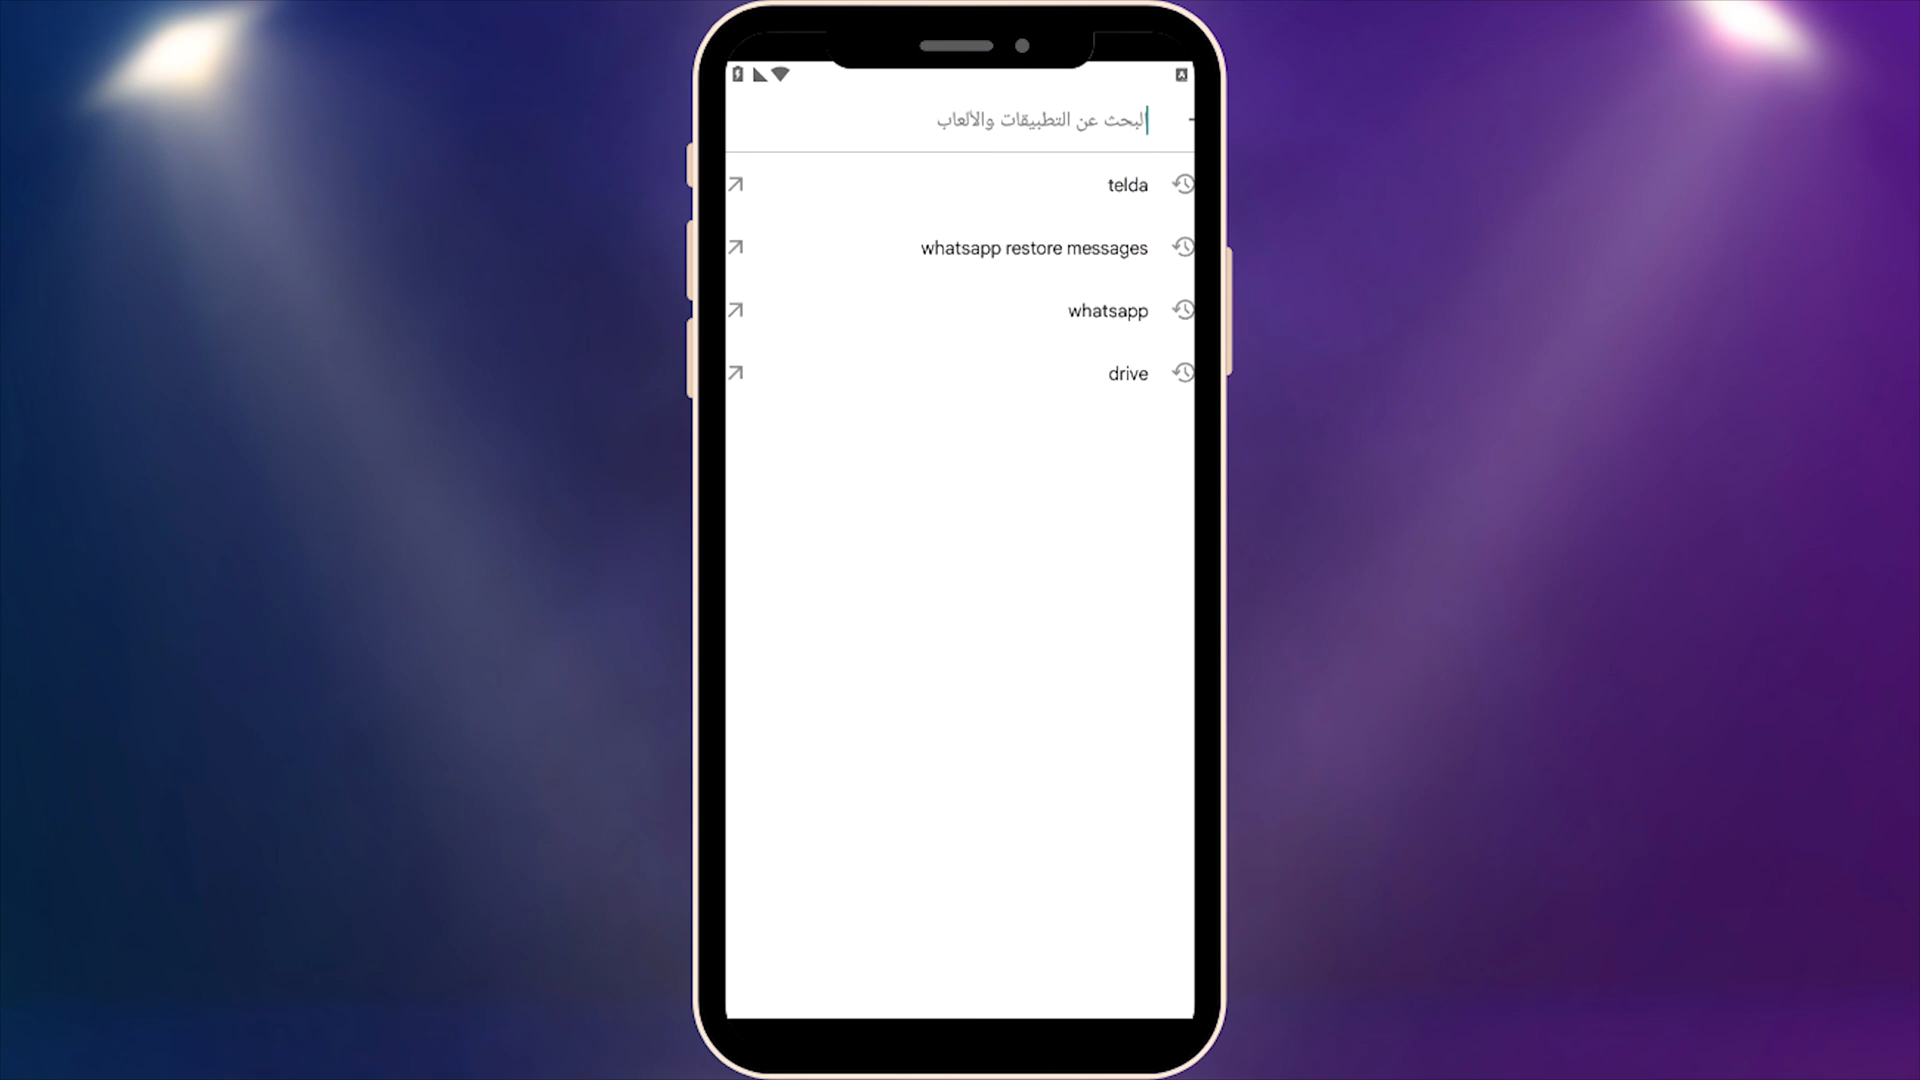 البحث عن التطبيقات والألعاب
telda
whatsapp restore messages
whatsapp
drive